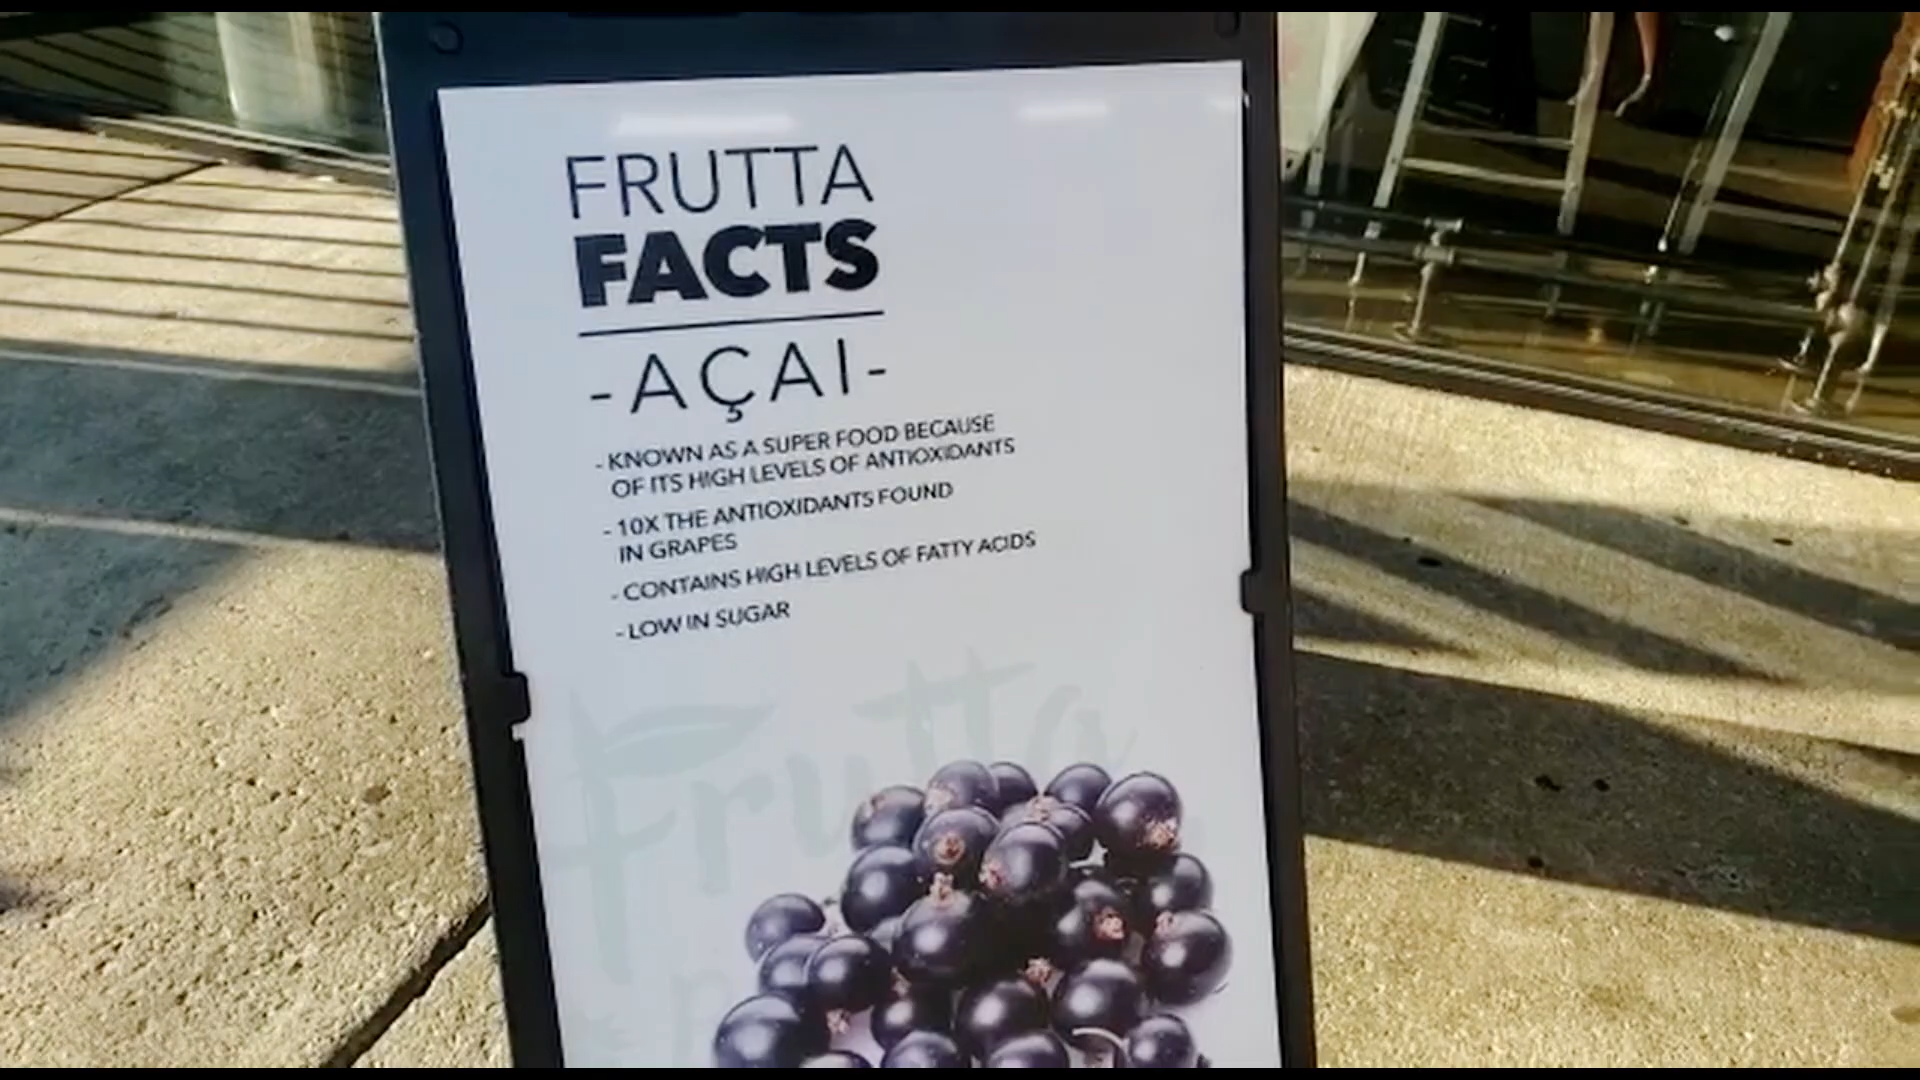 FRUTTA
FACTS
-AÇAI-
- KNOWN AS A SUPER FOOD BECAUSE
OF ITS HIGH LEVELS OF ANTIOXIDANTS
- 10X THE ANTIOXIDANTS FOUND
IN GRAPES
- CONTAINS HIGH LEVELS OF FATTY ACIDS
- LOW IN SUGAR
Frutta